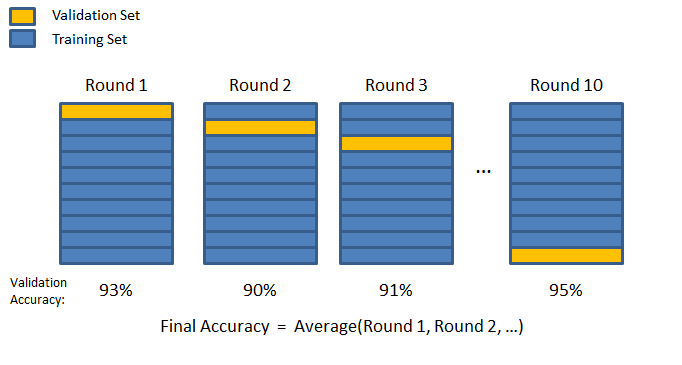 Validation Set
Training Set
Round 1 Round 2 Round 3 Round 10
...
Validation
Accuracy:
93% 90% 91% 95%
Final Accuracy = Average(Round 1, Round 2, ...)